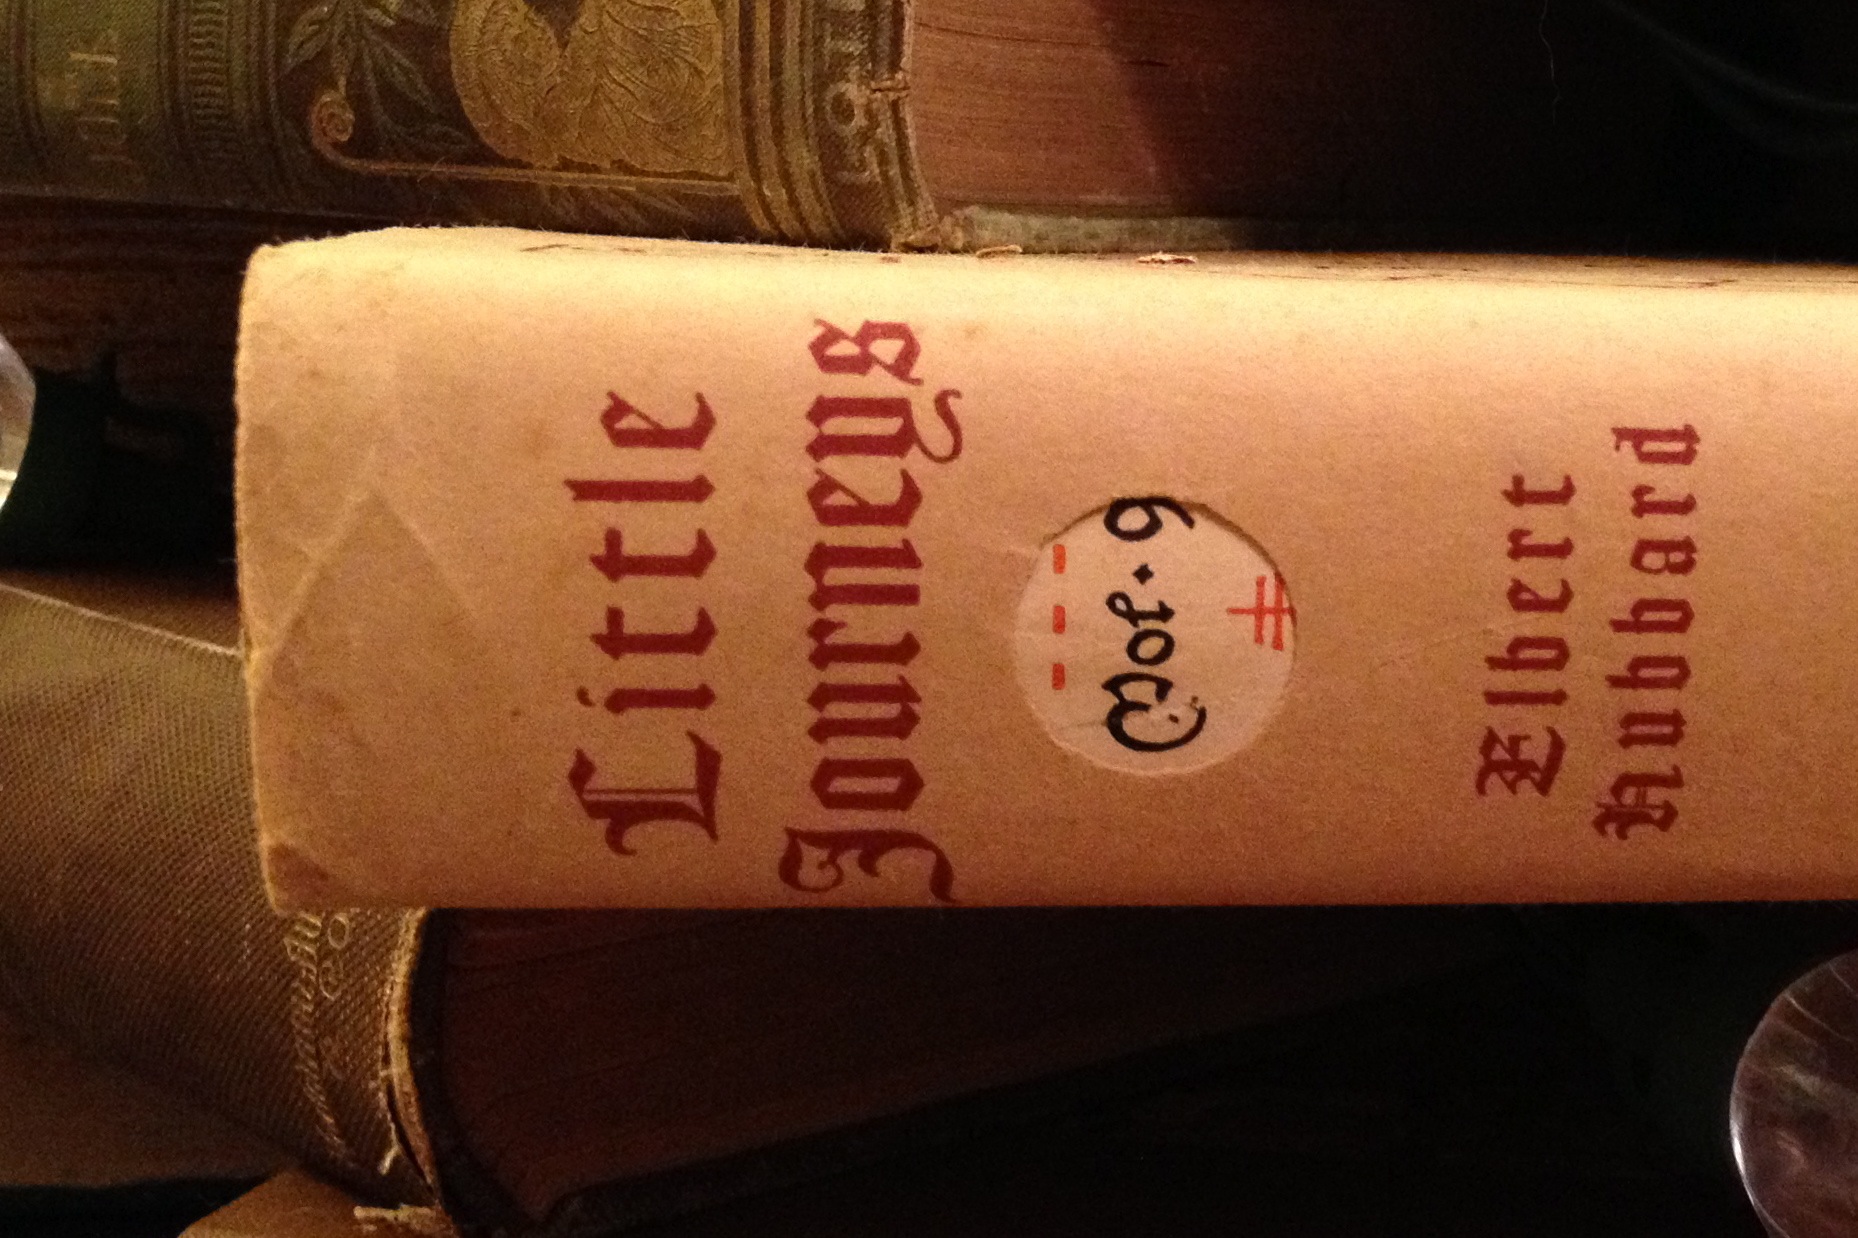 Little
Journeys
Vol · 9
Elbert
Hubbard